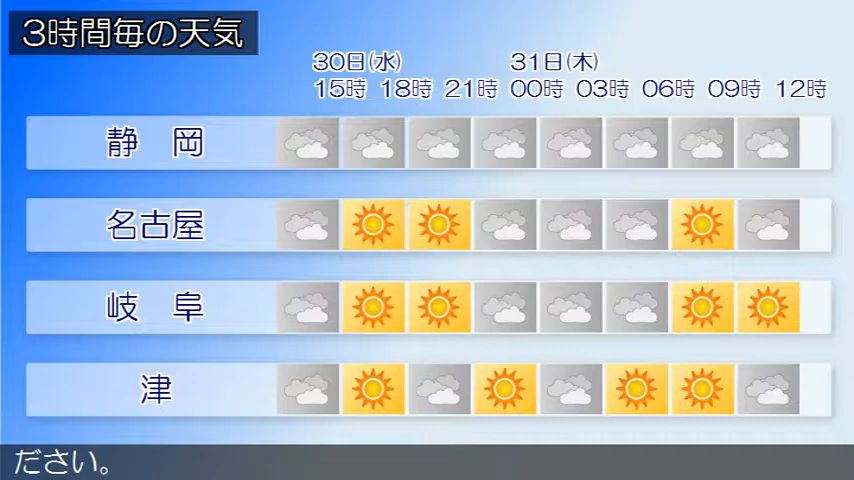 3時間毎の天気
30日(水) 31日(木)
15時 18時 21時 00時 03時 06時 09時 12時
静　岡
名古屋
岐　阜
津
ださい。